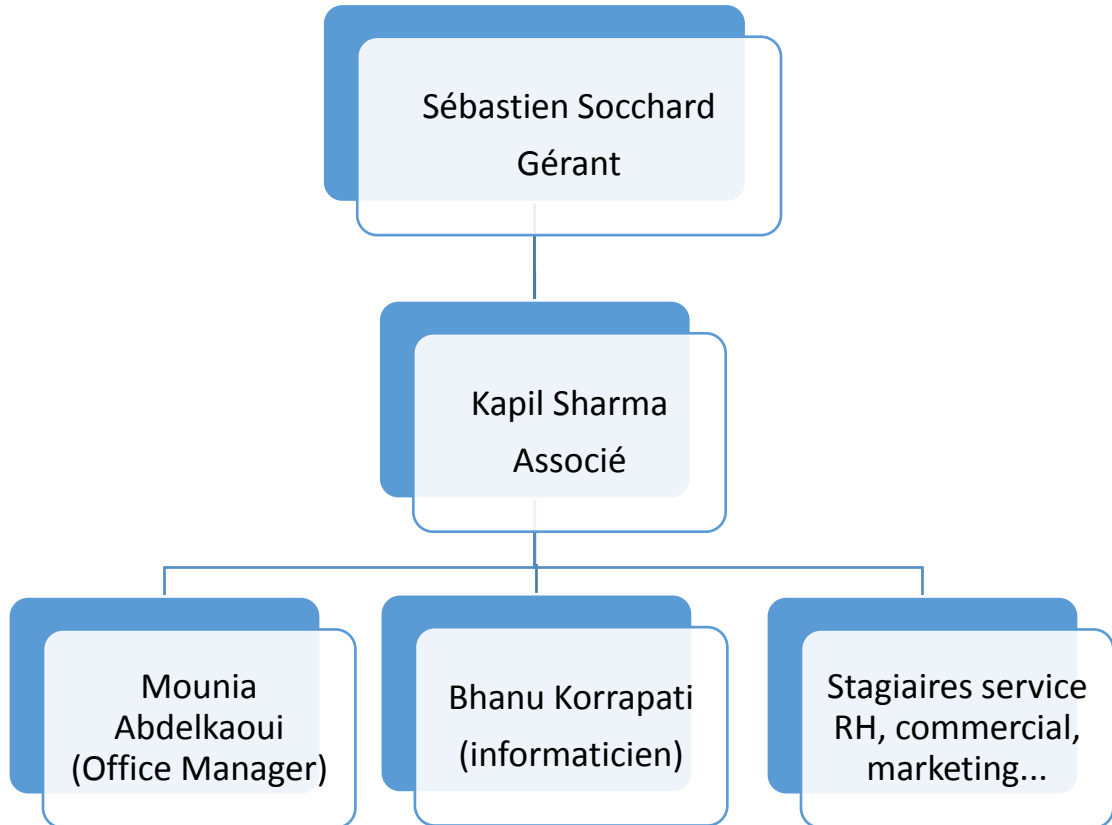 Sébastien Socchard
Gérant
Kapil Sharma
Associé
Mounia
Abdelkaoui
(Office Manager)
Bhanu Korrapati
(informaticien)
Stagiaires service
RH, commercial,
marketing...